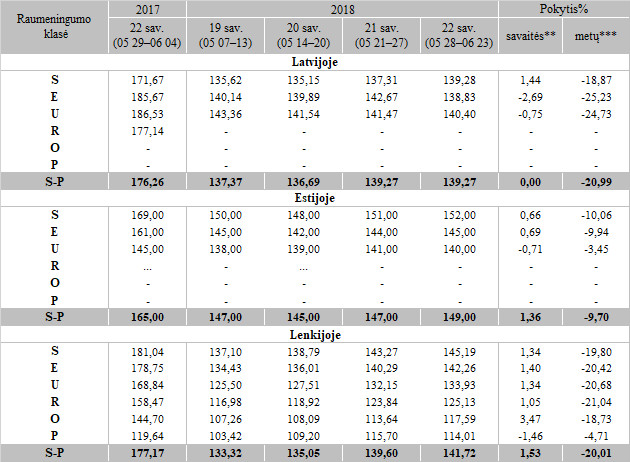 Raumeningumo klasė 2017 2018 Pokytis%
22 sav. (05 29–06 04) 19 sav. (05 07–13) 20 sav. (05 14–20) 21 sav. (05 21–27) 22 sav. (05 28–06 23) savaitės** metų***
Latvijoje
S 171,67 135,62 135,15 137,31 139,28 1,44 -18,87
E 185,67 140,14 139,89 142,67 138,83 -2,69 -25,23
U 186,53 143,36 141,54 141,47 140,40 -0,75 -24,73
R 177,14 - - - - - -
O - - - - - - -
P - - - - - - -
S-P 176,26 137,37 136,69 139,27 139,27 0,00 -20,99
Estijoje
S 169,00 150,00 148,00 151,00 152,00 0,66 -10,06
E 161,00 145,00 142,00 144,00 145,00 0,69 -9,94
U 145,00 138,00 139,00 141,00 140,00 -0,71 -3,45
R ... - ... - - - -
O - - - - - - -
P - - - - - - -
S-P 165,00 147,00 145,00 147,00 149,00 1,36 -9,70
Lenkijoje
S 181,04 137,10 138,79 143,27 145,19 1,34 -19,80
E 178,75 134,43 136,01 140,29 142,26 1,40 -20,42
U 168,84 125,50 127,51 132,15 133,93 1,34 -20,68
R 158,47 116,98 118,92 123,84 125,13 1,05 -21,04
O 144,70 107,26 108,09 113,64 117,59 3,47 -18,73
P 119,64 103,42 109,20 115,70 114,01 -1,46 -4,71
S-P 177,17 133,32 135,05 139,60 141,72 1,53 -20,01